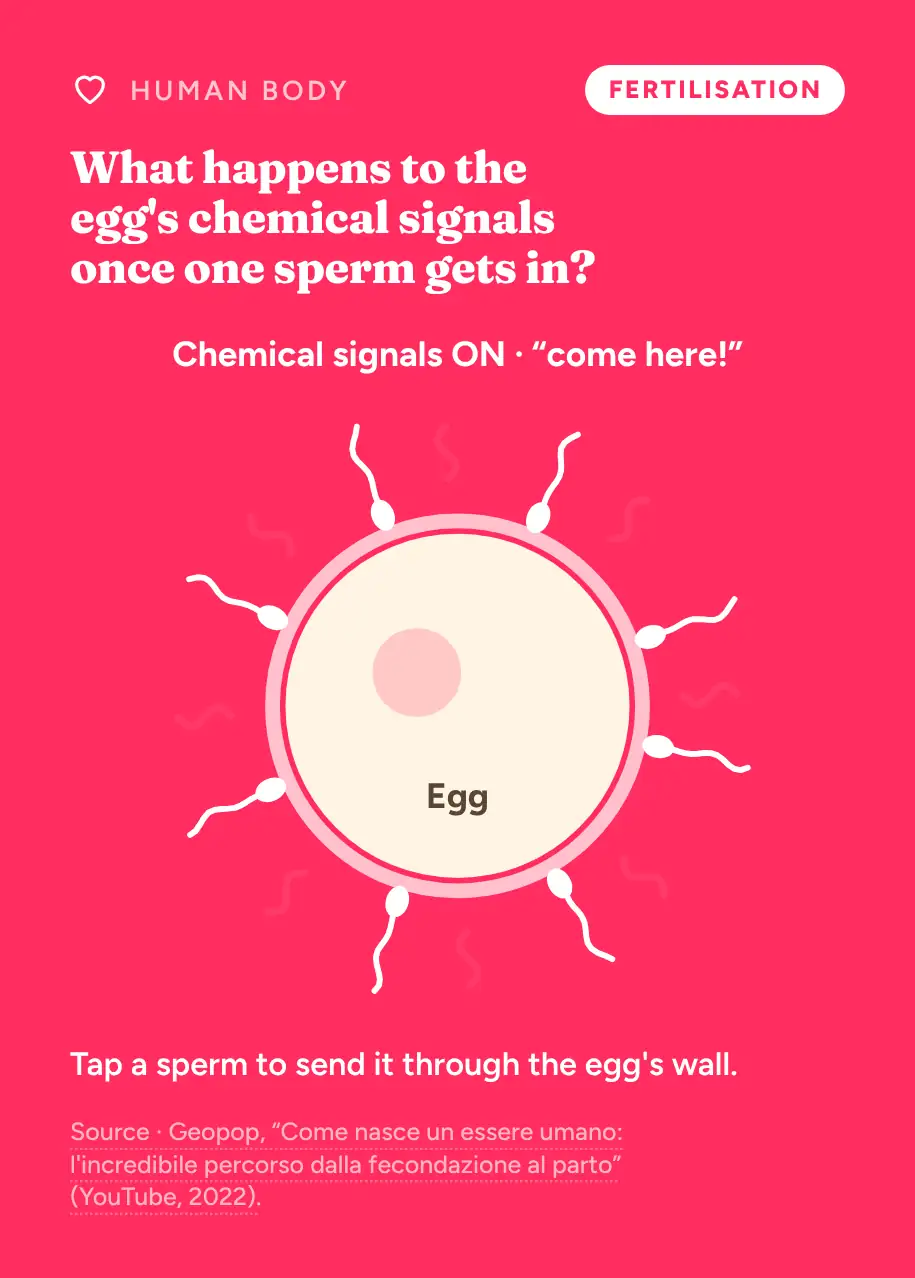 HUMAN BODY
FERTILISATION
What happens to the
egg's chemical signals
once one sperm gets in?
Chemical signals ON · “come here!”
Egg
Tap a sperm to send it through the egg's wall.
Source · Geopop, “Come nasce un essere umano:
l'incredibile percorso dalla fecondazione al parto”
(YouTube, 2022).